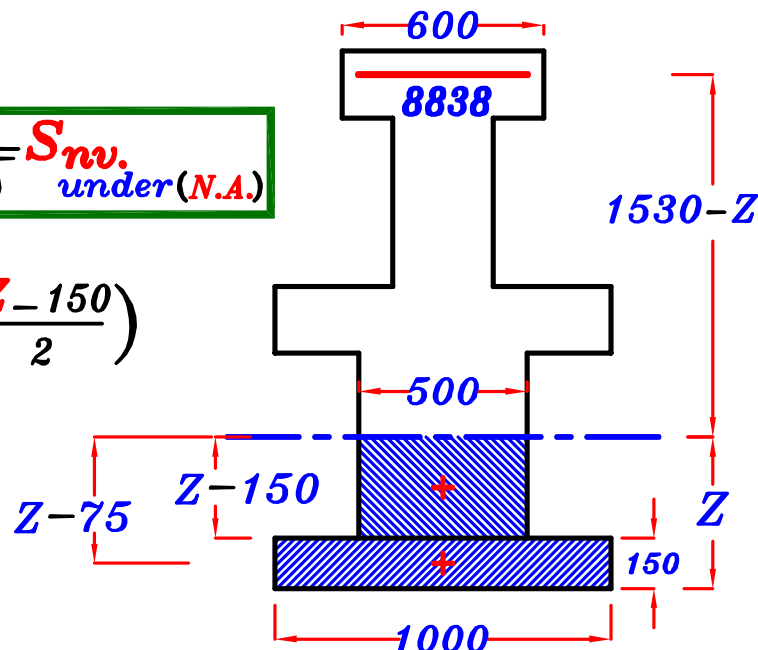 600
8838
= Snv.
) under (N.A.)
1530-Z
Z-150
2
)
500
Z-150
Z-75
Z
150
1000